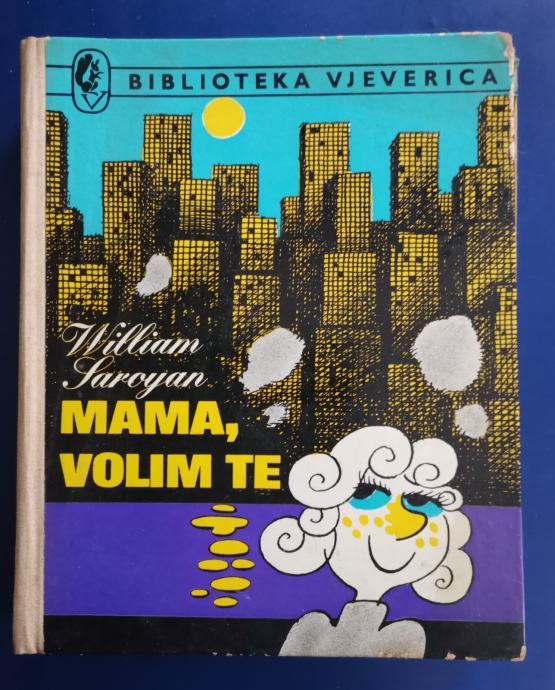 BIBLIOTEKA VJEVERICA
V
William
Saroyan
MAMA,
VOLIM TE